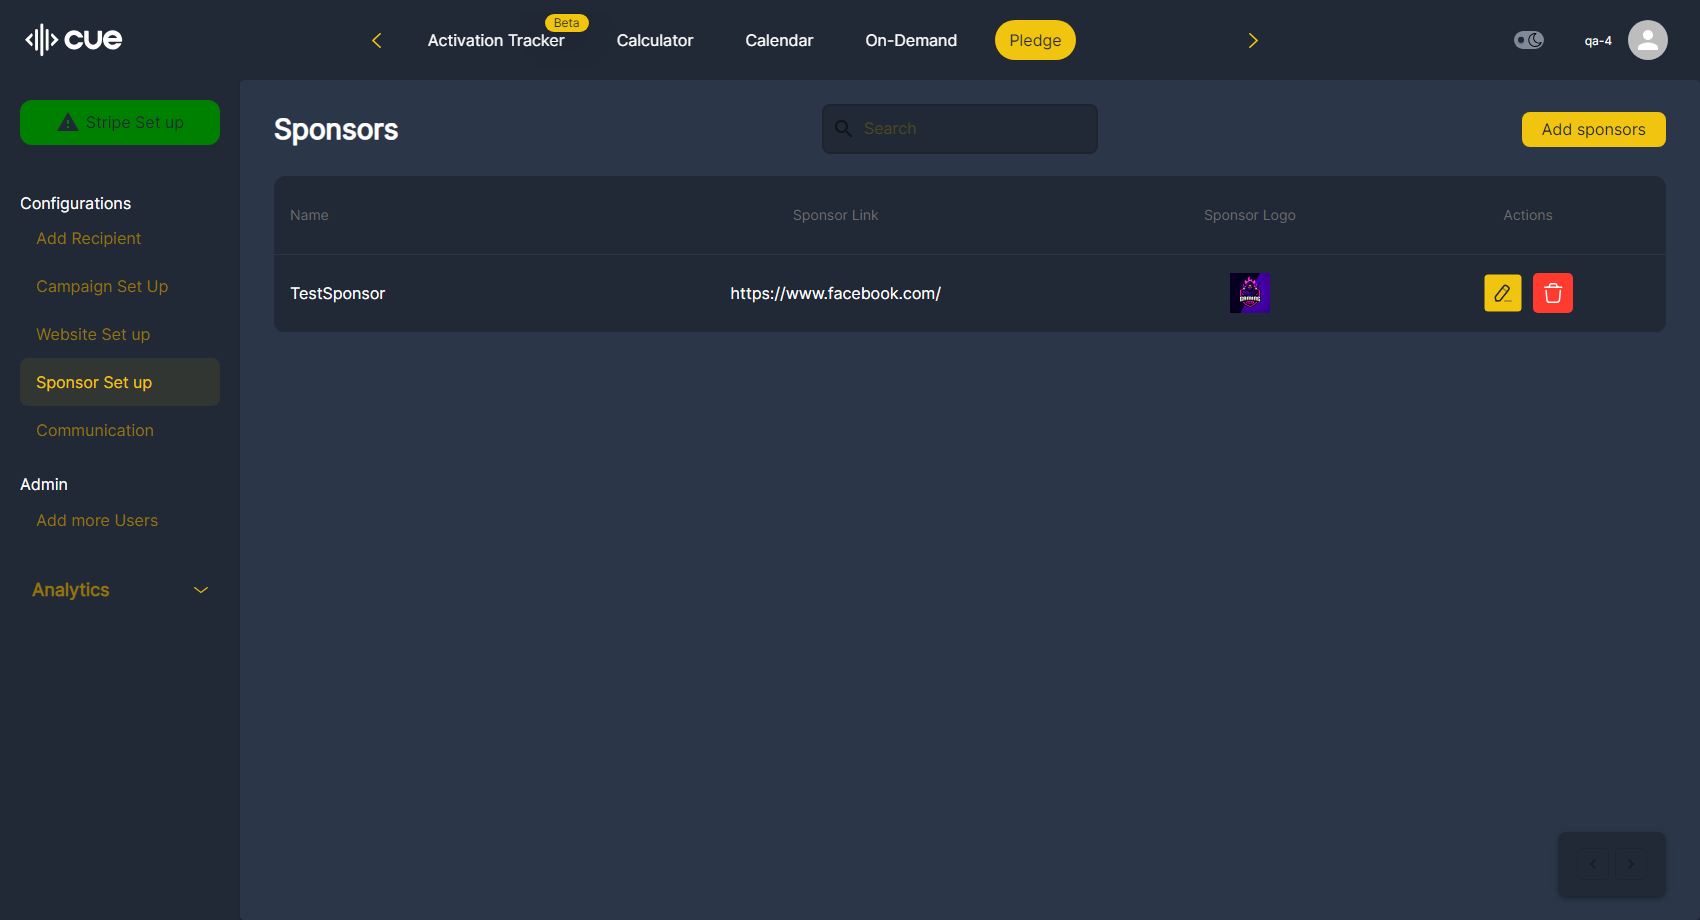 cue
Activation Tracker
Beta
Calculator
Calendar
On-Demand
Pledge
qa-4
Stripe Set up
Configurations
Add Recipient
Campaign Set Up
Website Set up
Sponsor Set up
Communication
Admin
Add more Users
Analytics
Sponsors
Search
Add sponsors
Name Sponsor Link Sponsor Logo Actions
TestSponsor https://www.facebook.com/
GAMING